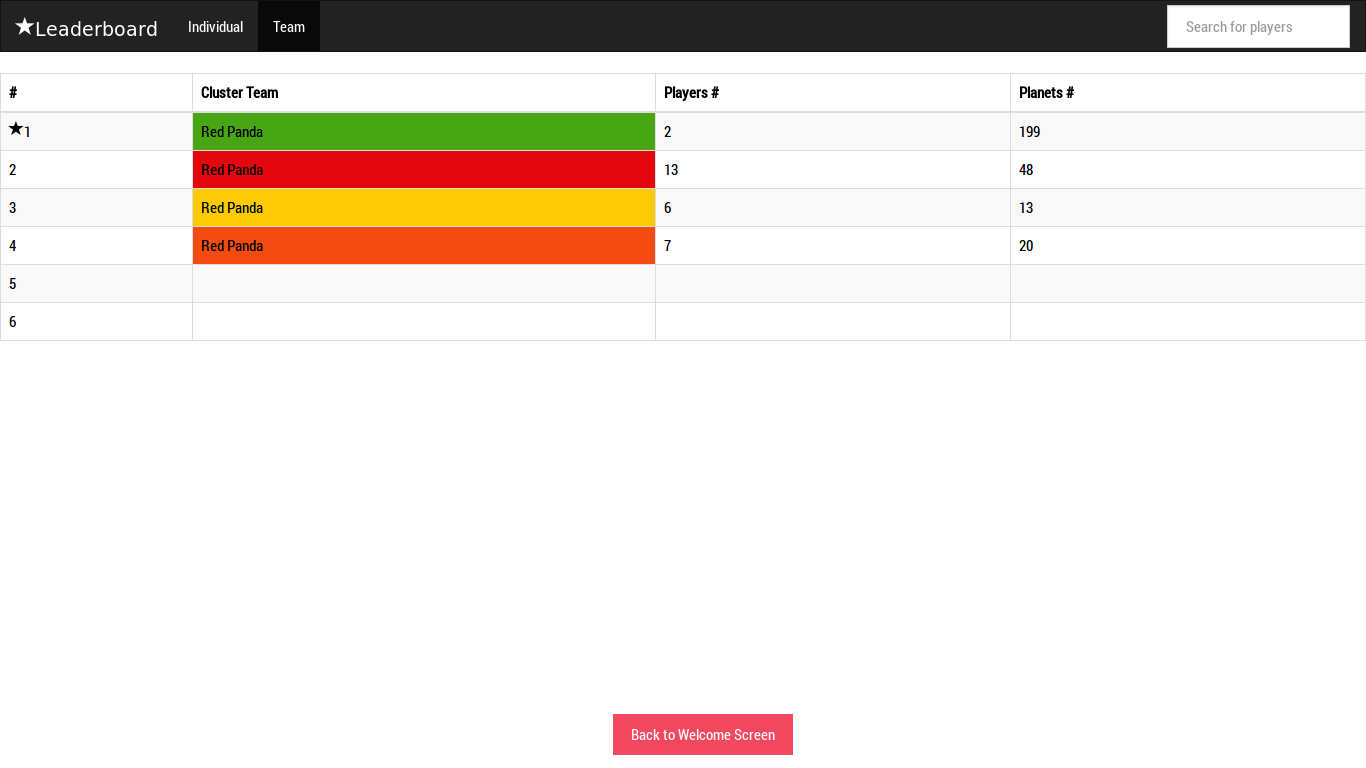 ★Leaderboard Individual Team Search for players
# Cluster Team Players # Planets #
★1 Red Panda 2 199
2 Red Panda 13 48
3 Red Panda 6 13
4 Red Panda 7 20
5
6
Back to Welcome Screen